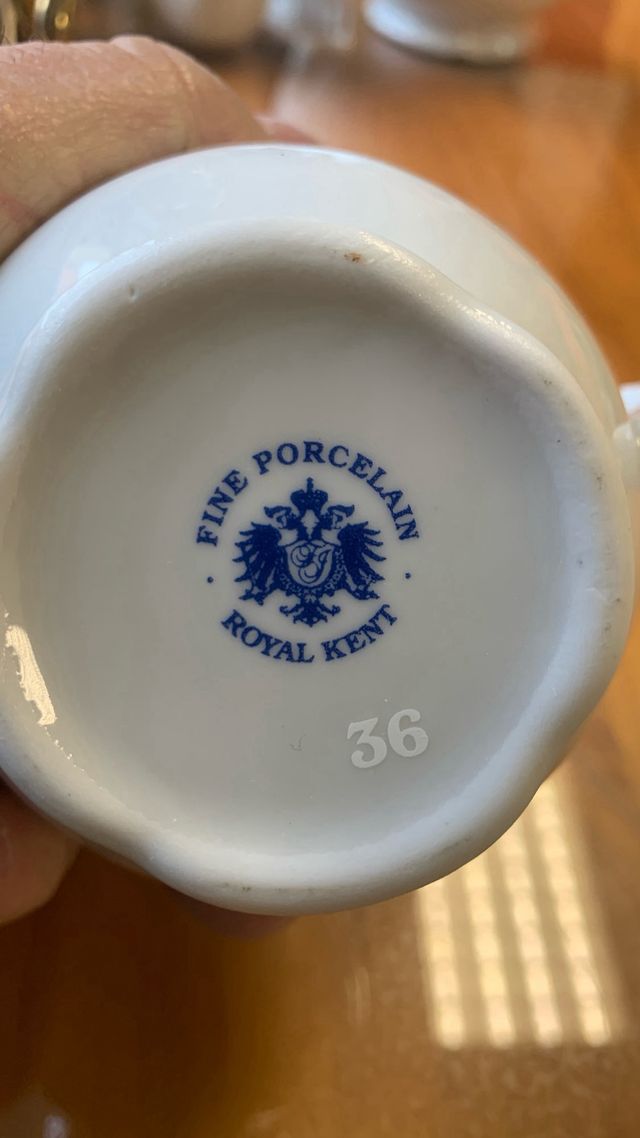 FINE PORCELAIN
ROYAL KENT
36